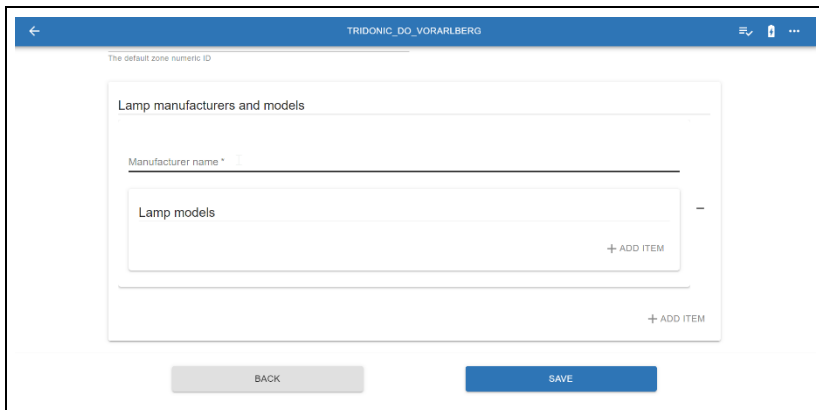 TRIDONIC_DO_VORARLBERG
The default zone numeric ID
Lamp manufacturers and models
Manufacturer name *
Lamp models
+ ADD ITEM
+ ADD ITEM
BACK
SAVE